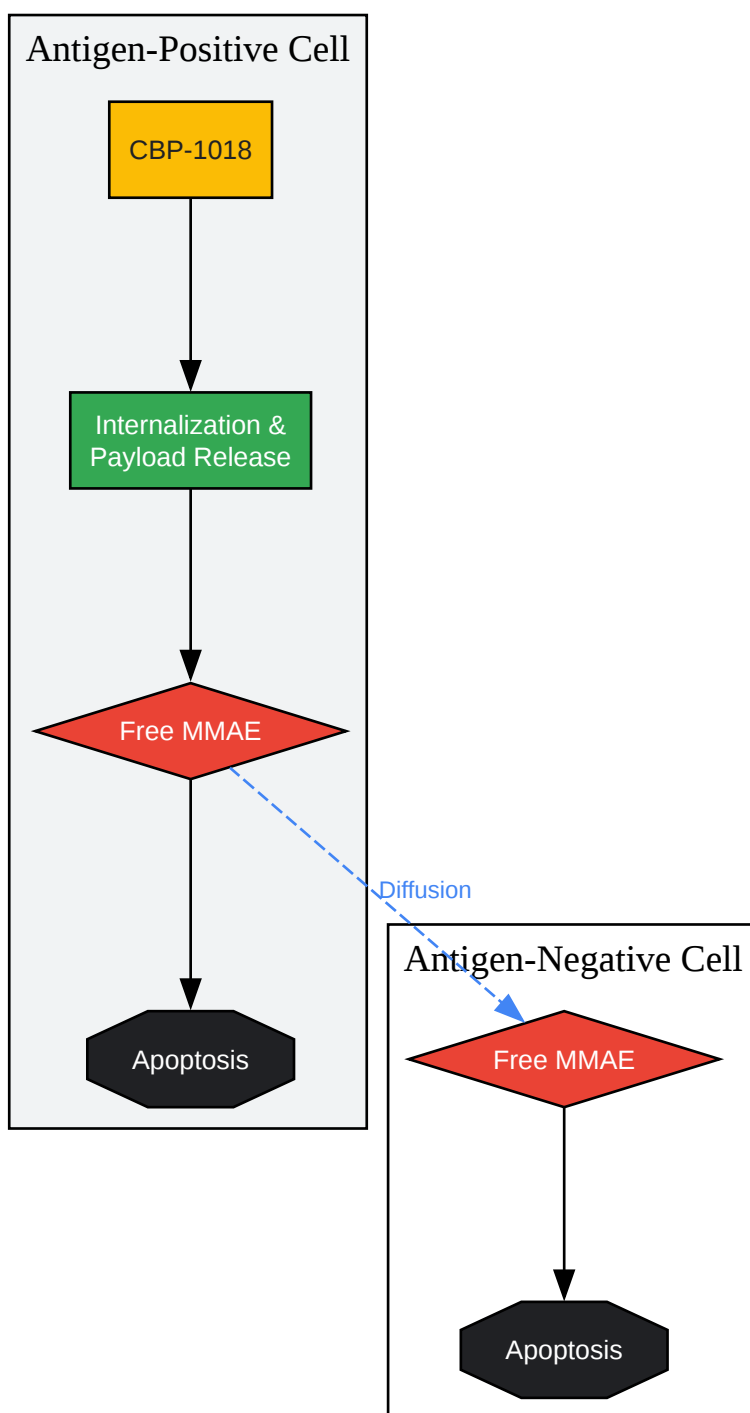 Antigen-Positive Cell
CBP-1018
Internalization &
Payload Release
Free MMAE
Diffusion
Apoptosis
Antigen-Negative Cell
Free MMAE
Apoptosis